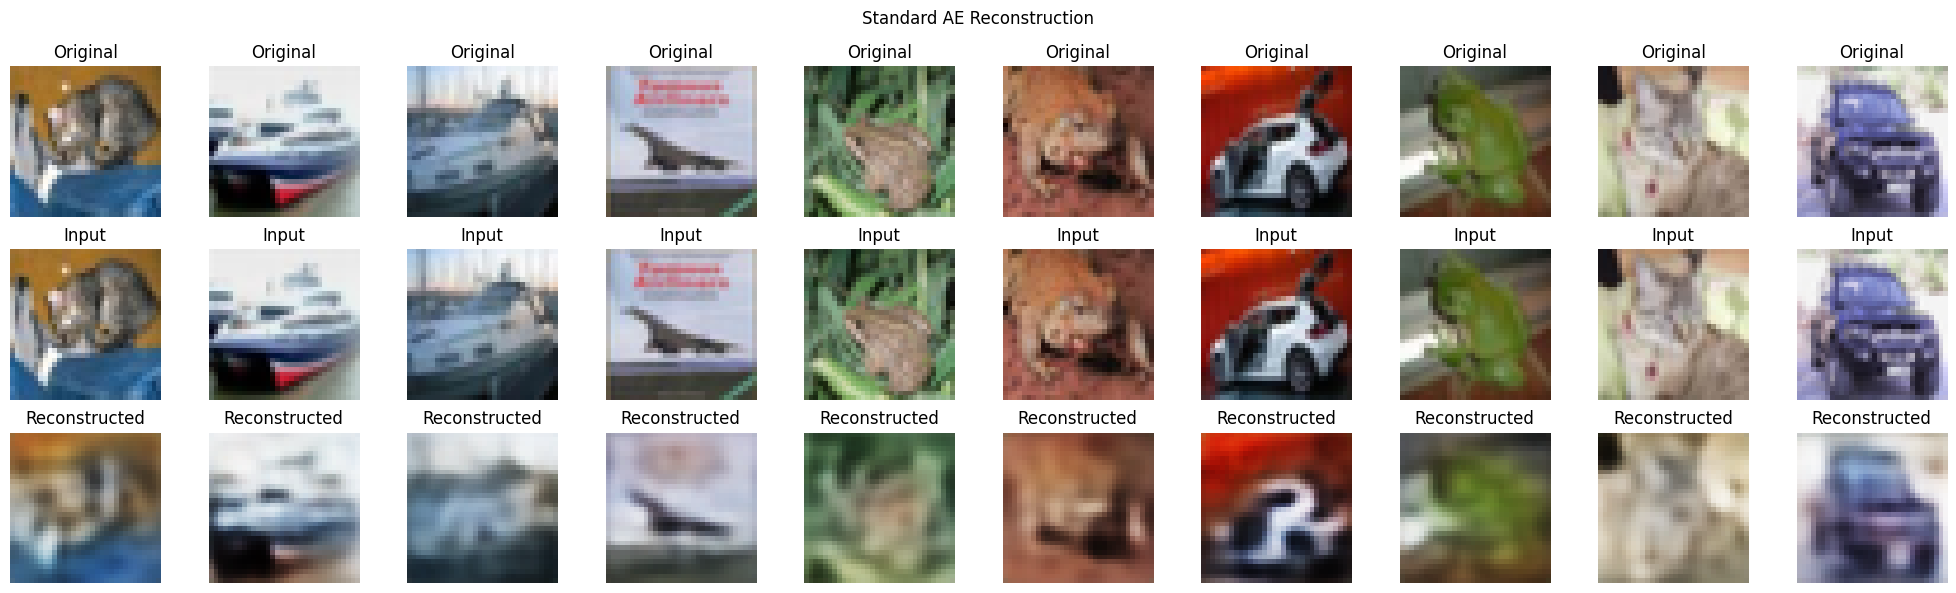 Standard AE Reconstruction
Original Original Original Original Original Original Original Original Original Original
Input Input Input Input Input Input Input Input Input Input
Reconstructed Reconstructed Reconstructed Reconstructed Reconstructed Reconstructed Reconstructed Reconstructed Reconstructed Reconstructed